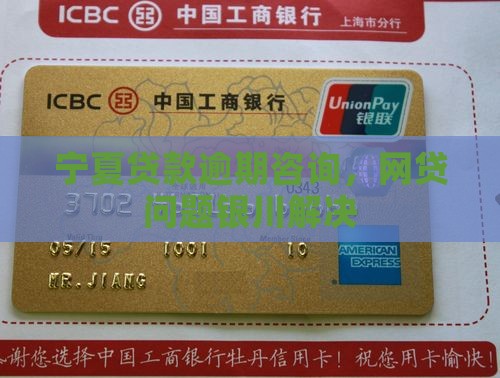 ICBC 中国工商银行 上海市分行
ICBC 中国工商银行
UnionPay
银联
宁夏贷款逾期咨询，网贷
3702 0343
问题银川解决
05/15 1001 10
AMERICAN
EXPRESS
MR.JIANG
谢您选择中国工商银行牡丹信用卡！祝您用卡愉快！